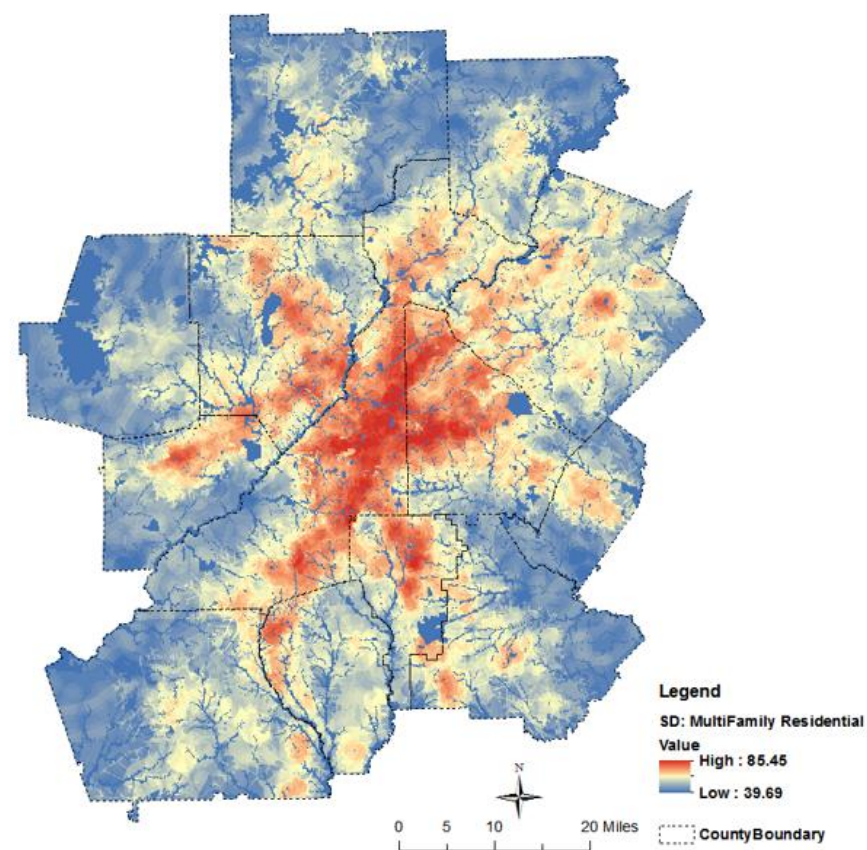 Legend
SD: MultiFamily Residential
Value
High : 85.45
Low : 39.69
N
0 5 10 20 Miles
CountyBoundary